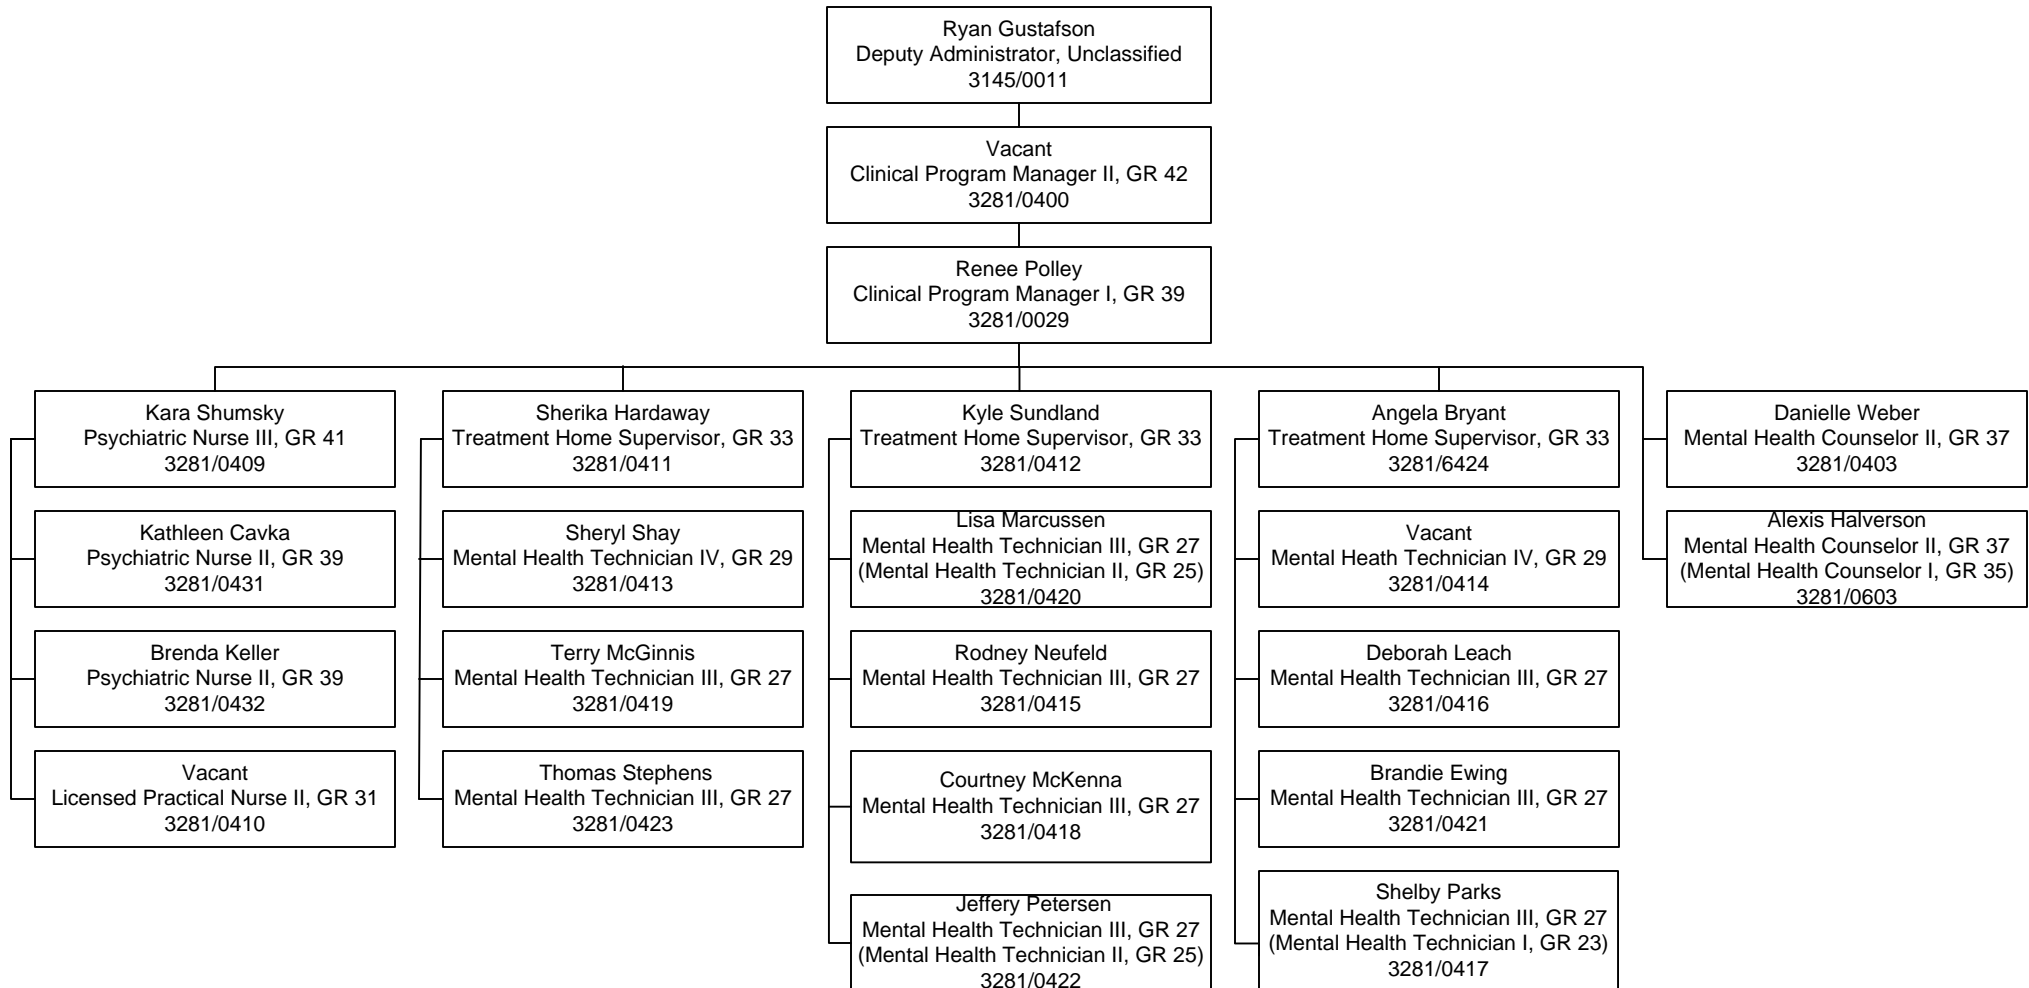 Ryan Gustafson
Deputy Administrator, Unclassified
3145/0011
Vacant
Clinical Program Manager II, GR 42
3281/0400
Renee Polley
Clinical Program Manager I, GR 39
3281/0029
Kara Shumsky
Psychiatric Nurse III, GR 41
3281/0409
Kathleen Cavka
Psychiatric Nurse II, GR 39
3281/0431
Brenda Keller
Psychiatric Nurse II, GR 39
3281/0432
Vacant
Licensed Practical Nurse II, GR 31
3281/0410
Sherika Hardaway
Treatment Home Supervisor, GR 33
3281/0411
Sheryl Shay
Mental Health Technician IV, GR 29
3281/0413
Terry McGinnis
Mental Health Technician III, GR 27
3281/0419
Thomas Stephens
Mental Health Technician III, GR 27
3281/0423
Kyle Sundland
Treatment Home Supervisor, GR 33
3281/0412
Lisa Marcussen
Mental Health Technician III, GR 27
(Mental Health Technician II, GR 25)
3281/0420
Rodney Neufeld
Mental Health Technician III, GR 27
3281/0415
Courtney McKenna
Mental Health Technician III, GR 27
3281/0418
Jeffery Petersen
Mental Health Technician III, GR 27
(Mental Health Technician II, GR 25)
3281/0422
Angela Bryant
Treatment Home Supervisor, GR 33
3281/6424
Vacant
Mental Heath Technician IV, GR 29
3281/0414
Deborah Leach
Mental Health Technician III, GR 27
3281/0416
Brandie Ewing
Mental Health Technician III, GR 27
3281/0421
Shelby Parks
Mental Health Technician III, GR 27
(Mental Health Technician I, GR 23)
3281/0417
Danielle Weber
Mental Health Counselor II, GR 37
3281/0403
Alexis Halverson
Mental Health Counselor II, GR 37
(Mental Health Counselor I, GR 35)
3281/0603